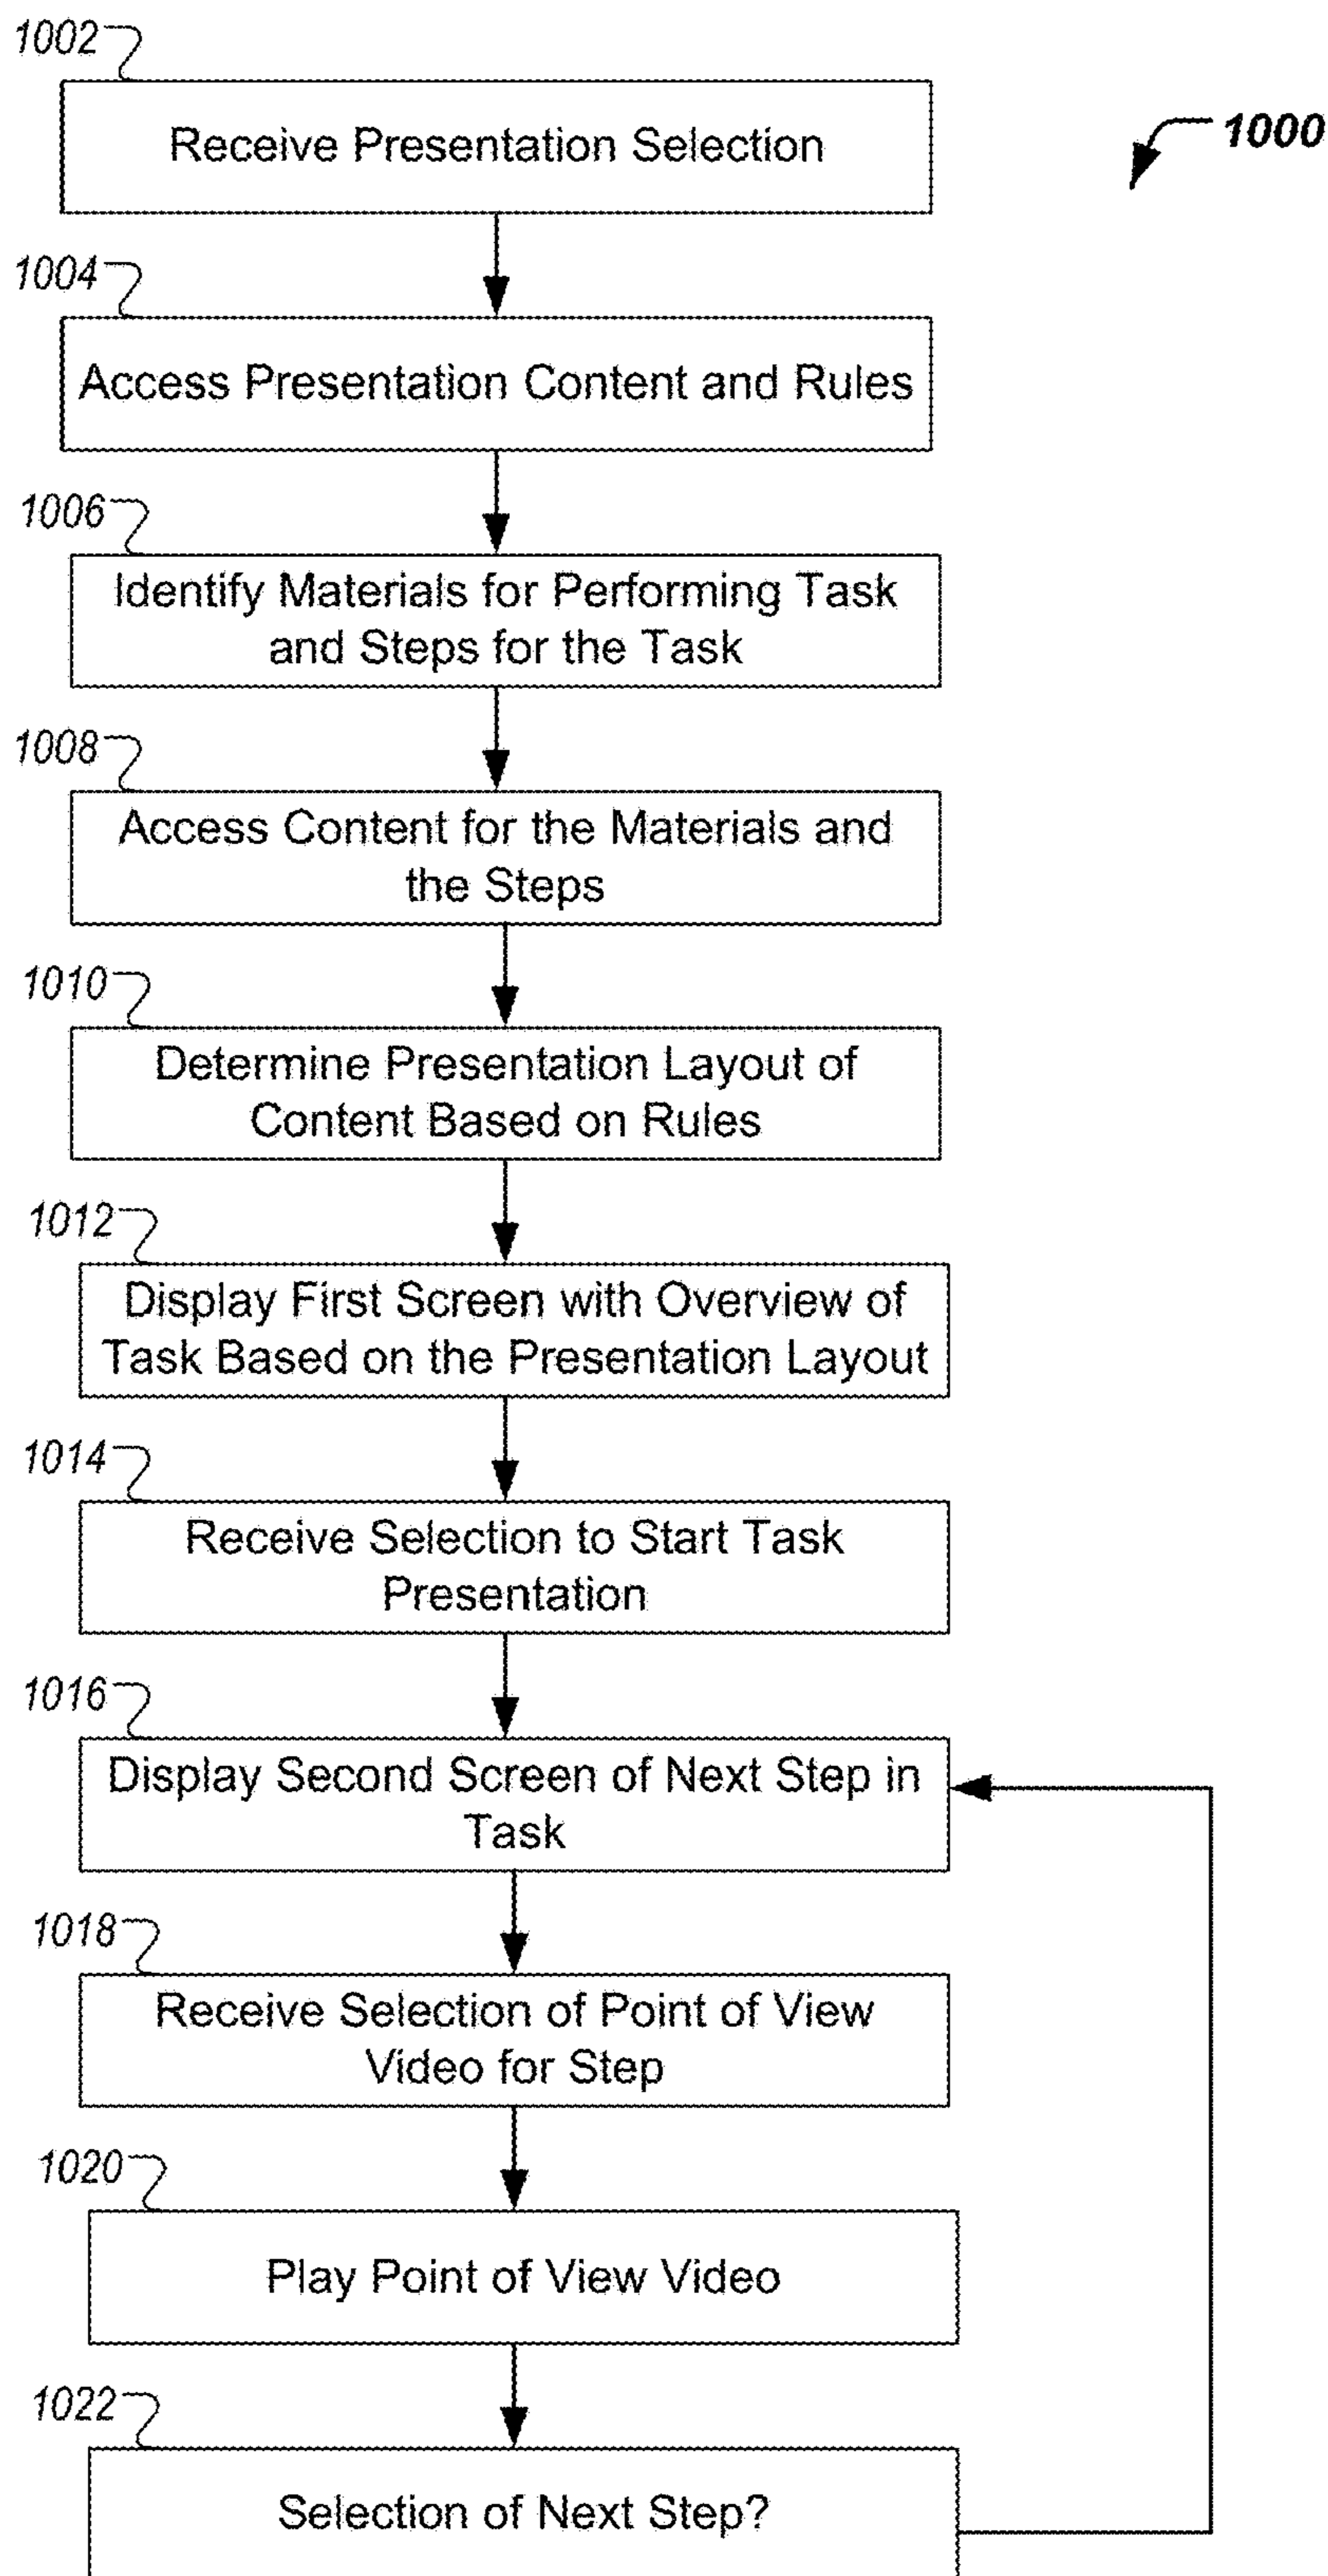 1002
1000
Receive Presentation Selection
1004
Access Presentation Content and Rules
1006
Identify Materials for Performing Task
and Steps for the Task
1008
Access Content for the Materials and
the Steps
1010
Determine Presentation Layout of
Content Based on Rules
1012
Display First Screen with Overview of
Task Based on the Presentation Layout
1014
Receive Selection to Start Task
Presentation
1016
Display Second Screen of Next Step in
Task
1018
Receive Selection of Point of View
Video for Step
1020
Play Point of View Video
1022
Selection of Next Step?